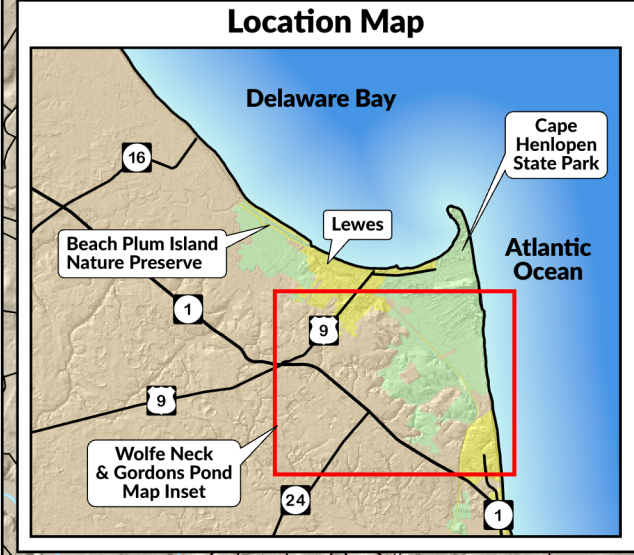 Location Map
Delaware Bay
Cape
Henlopen
State Park
16
Lewes
Beach Plum Island
Nature Preserve
Atlantic
Ocean
1
9
9
Wolfe Neck
& Gordons Pond
Map Inset
24
1